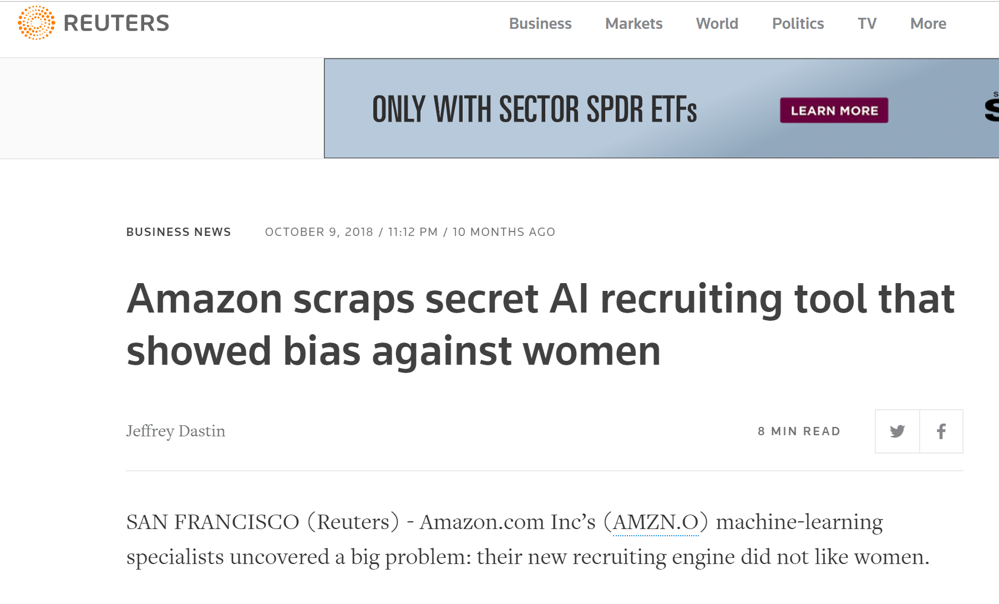 REUTERS
Business Markets World Politics TV More
ONLY WITH SECTOR SPDR ETFs
LEARN MORE
BUSINESS NEWS OCTOBER 9, 2018 / 11:12 PM / 10 MONTHS AGO
Amazon scraps secret AI recruiting tool that
showed bias against women
Jeffrey Dastin
8 MIN READ
SAN FRANCISCO (Reuters) - Amazon.com Inc’s (AMZN.O) machine-learning
specialists uncovered a big problem: their new recruiting engine did not like women.